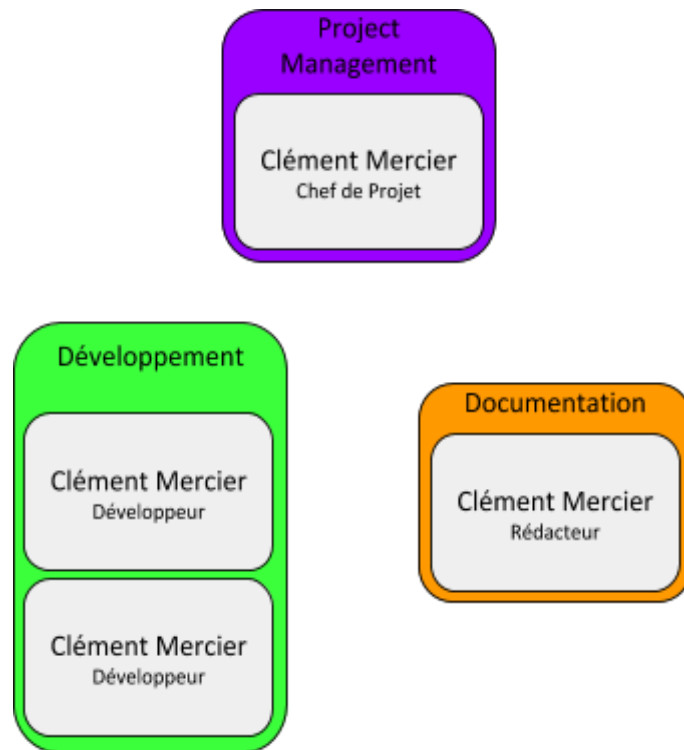 Project
Management
Clément Mercier
Chef de Projet
Développement
Clément Mercier
Développeur
Clément Mercier
Développeur
Documentation
Clément Mercier
Rédacteur